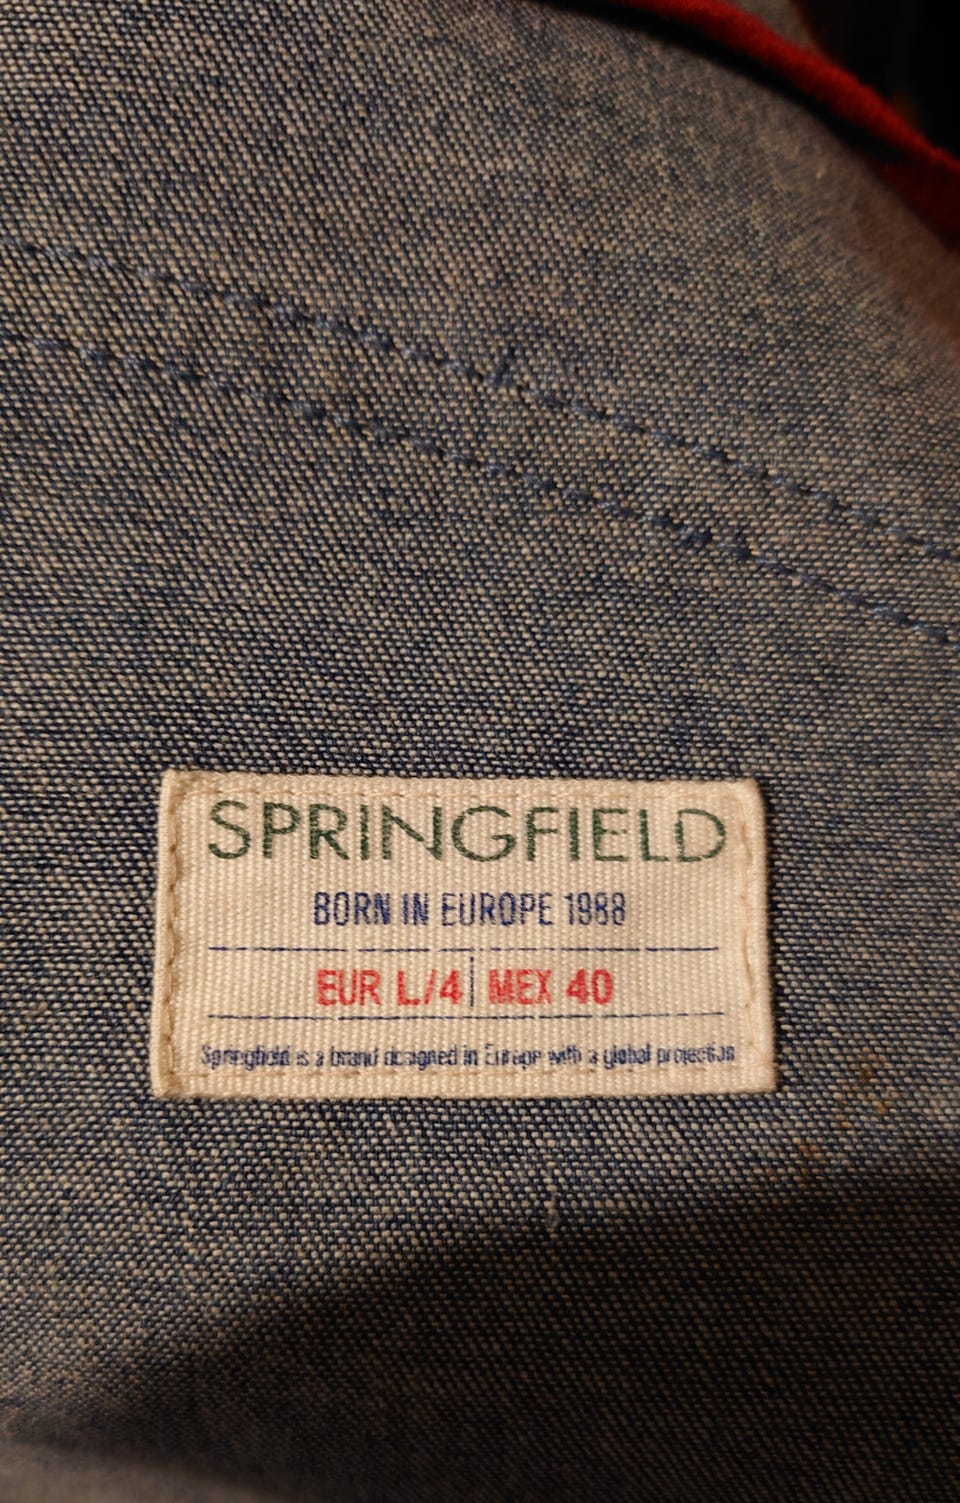 SPRINGFIELD
BORN IN EUROPE 1988
EUR L/4 | MEX 40
Springfield is a brand designed in Europe with a global projection